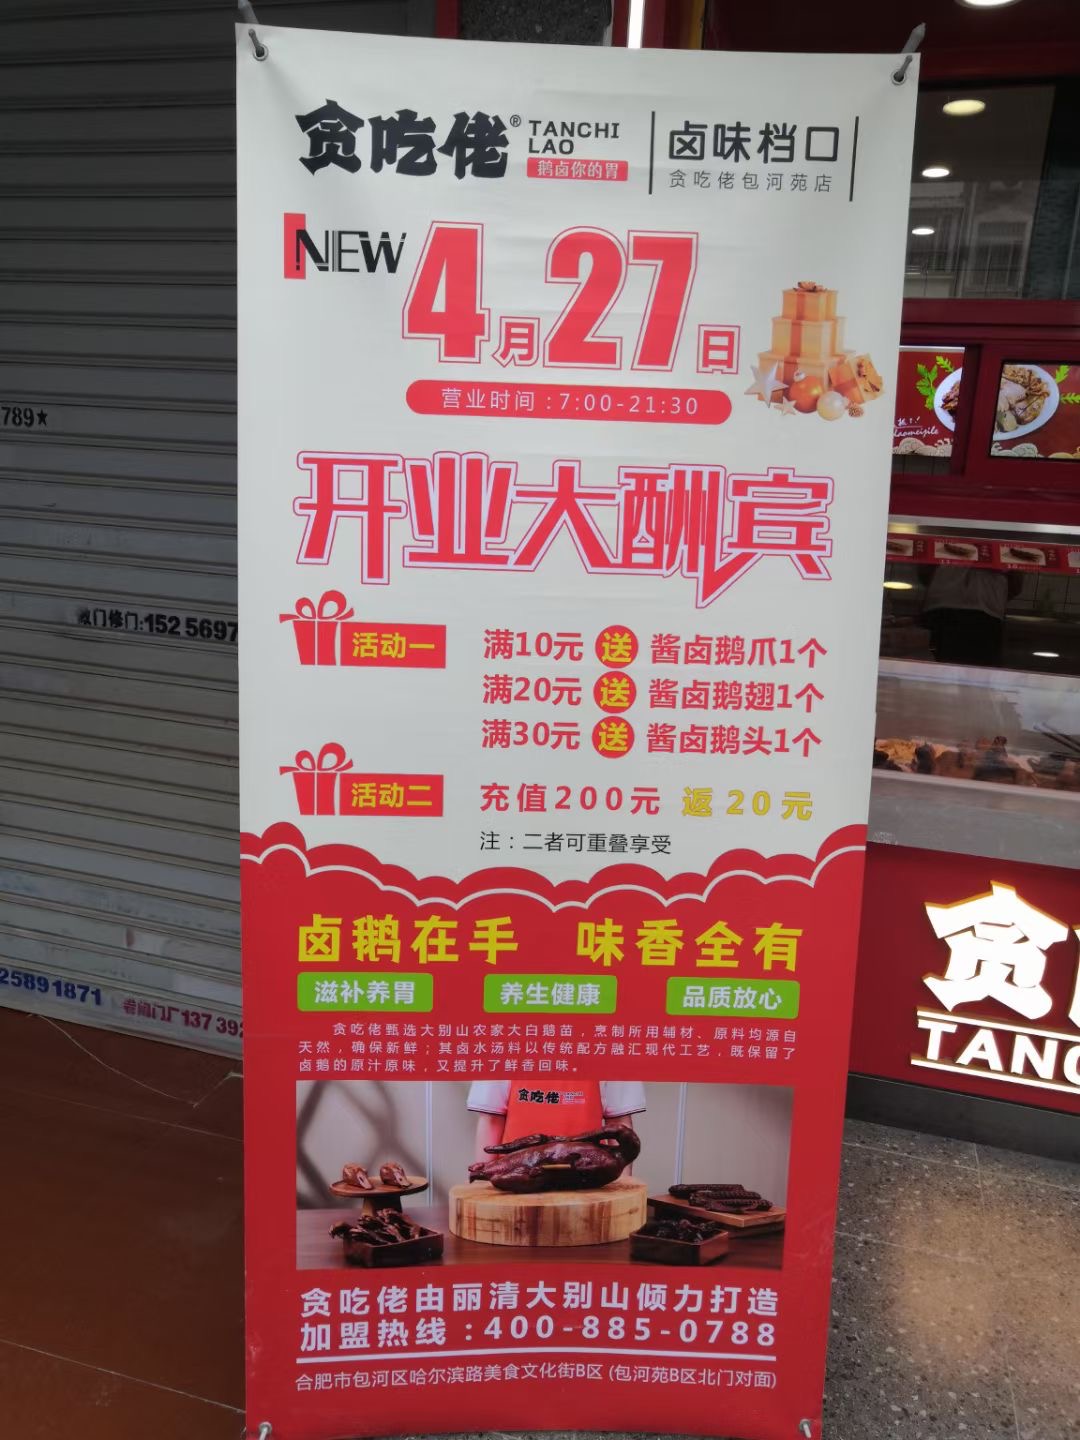 贪吃佬® TANCHI LAO
鹅卤你的胃
卤味档口
贪吃佬包河苑店
NEW
4月27日
营业时间:7:00-21:30
开业大酬宾
活动一
满10元 送 酱卤鹅爪1个
满20元 送 酱卤鹅翅1个
满30元 送 酱卤鹅头1个
活动二
充值200元 返20元
注：二者可重叠享受
卤鹅在手 味香全有
滋补养胃 养生健康 品质放心
贪吃佬甄选大别山农家大白鹅苗，烹制所用辅材、原料均源自
天然，确保新鲜；其卤水汤料以传统配方融汇现代工艺，既保留了
卤鹅的原汁原味，又提升了鲜香回味。
贪吃佬
贪吃佬由丽清大别山倾力打造
加盟热线:400-885-0788
合肥市包河区哈尔滨路美食文化街B区 (包河苑B区北门对面)
789★
修门:1525697
25891871
卷闸门厂13739
贪
TANC